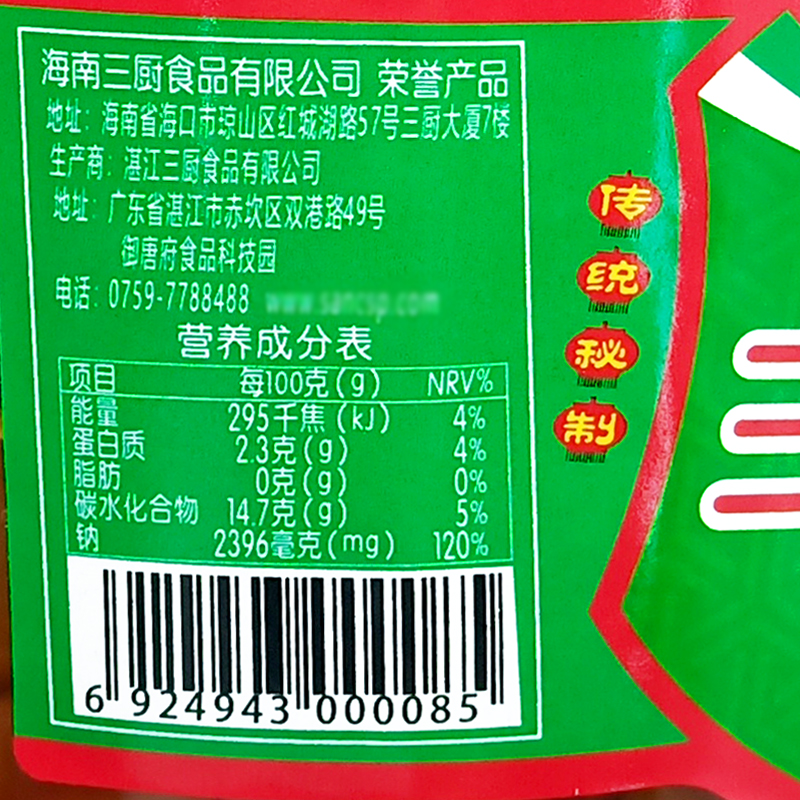 海南三厨食品有限公司 荣誉产品
地址：海南省海口市琼山区红城湖路57号三厨大厦7楼
生产商：湛江三厨食品有限公司
地址：广东省湛江市赤坎区双港路49号
御唐府食品科技园
电话：0759-7788488 www.sancsp.com
营养成分表
项目 每100克(g) NRV%
能量 295千焦(kJ) 4%
蛋白质 2.3克(g) 4%
脂肪 0克(g) 0%
碳水化合物 14.7克(g) 5%
钠 2396毫克(mg) 120%
6 924943 000085
传
统
秘
制
三